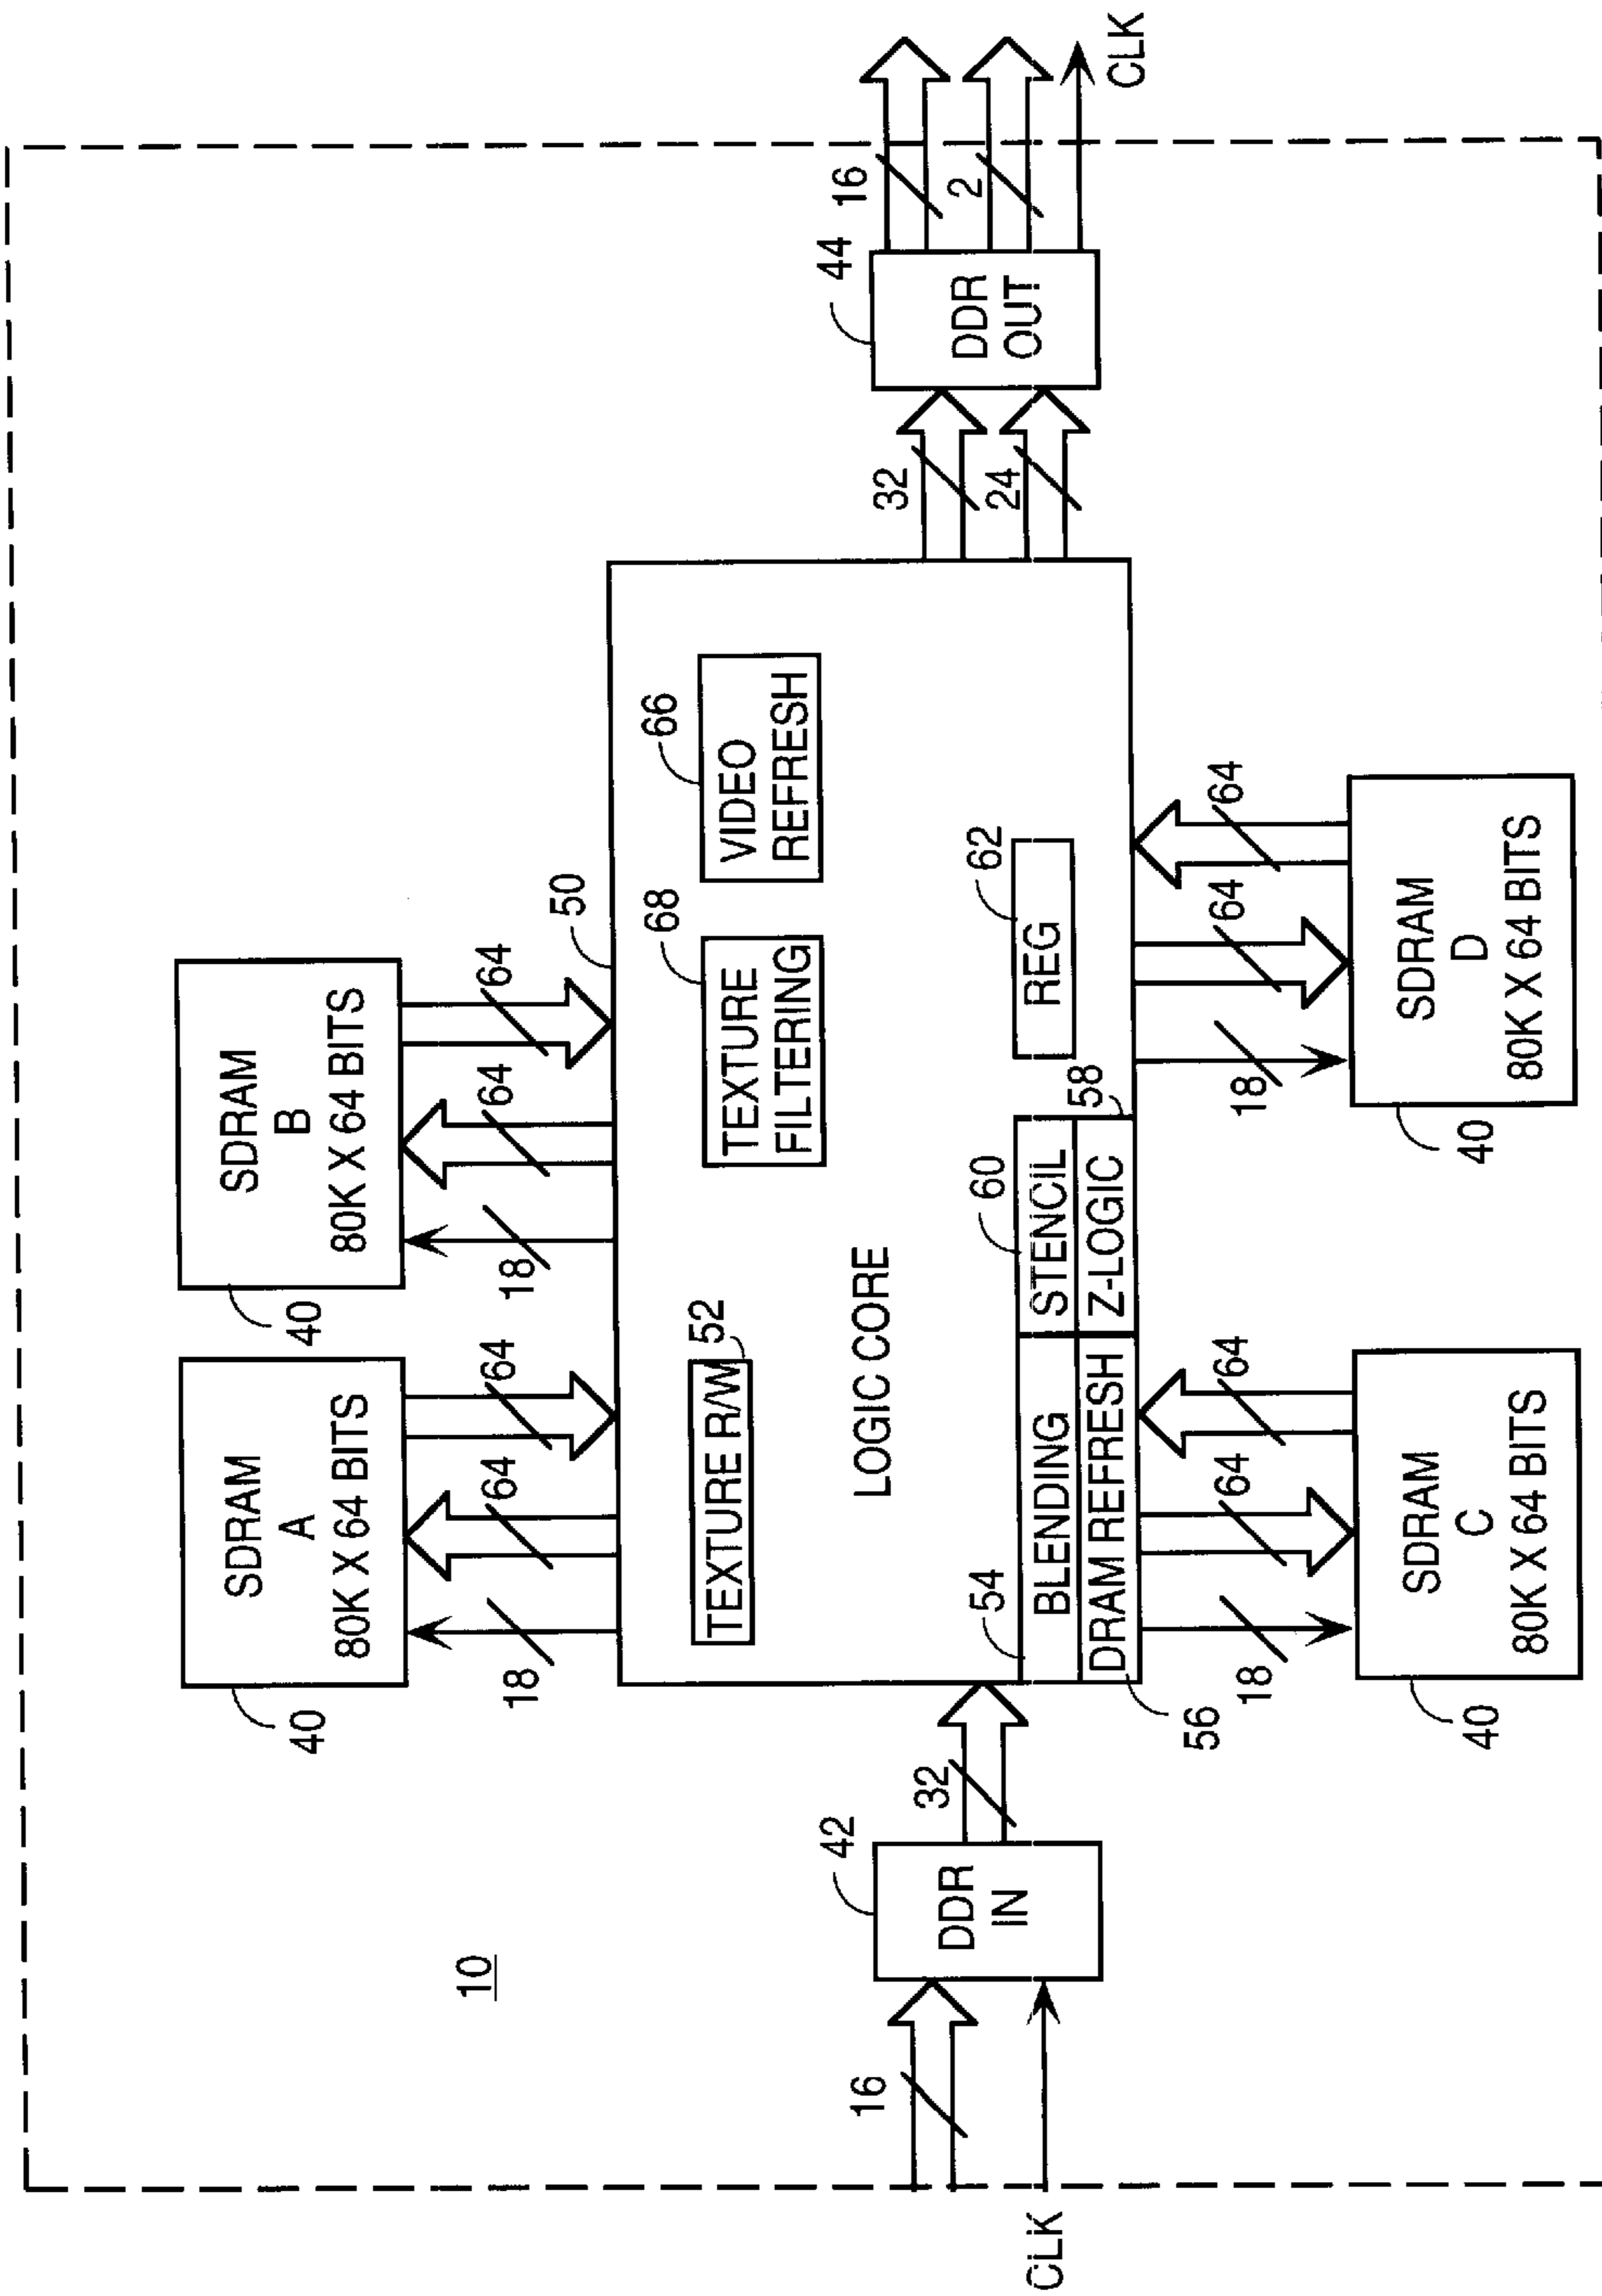 10
SDRAM
A
80K X 64 BITS
40
18
64
64
SDRAM
B
80K X 64 BITS
40
18
64
64
50
TEXTURE R/W
52
TEXTURE
FILTERING
68
VIDEO
REFRESH
66
LOGIC CORE
CLK
16
DDR
IN
42
32
54
BLENDING
DRAM REFRESH
56
60
STENCIL
Z-LOGIC
58
REG
62
32
24
DDR
OUT
44
16
2
CLK
18
64
64
SDRAM
C
80K X 64 BITS
40
18
64
64
SDRAM
D
80K X 64 BITS
40